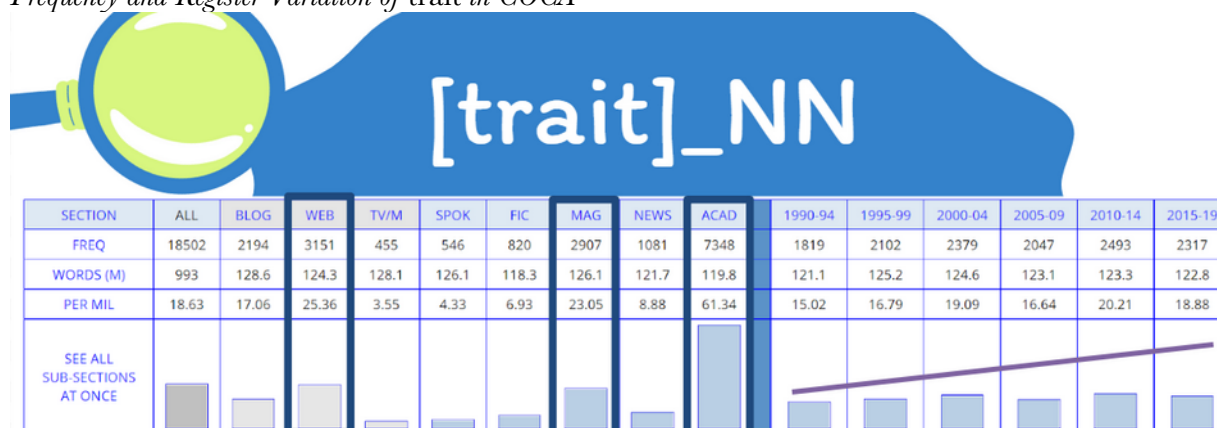 Frequency and Register Variation of trait in COCA
[trait]_NN
SECTION ALL BLOG WEB TV/M SPOK FIC MAG NEWS ACAD 1990-94 1995-99 2000-04 2005-09 2010-14 2015-19
FREQ 18502 2194 3151 455 546 820 2907 1081 7348 1819 2102 2379 2047 2493 2317
WORDS (M) 993 128.6 124.3 128.1 126.1 118.3 126.1 121.7 119.8 121.1 125.2 124.6 123.1 123.3 122.8
PER MIL 18.63 17.06 25.36 3.55 4.33 6.93 23.05 8.88 61.34 15.02 16.79 19.09 16.64 20.21 18.88
SEE ALL
SUB-SECTIONS
AT ONCE